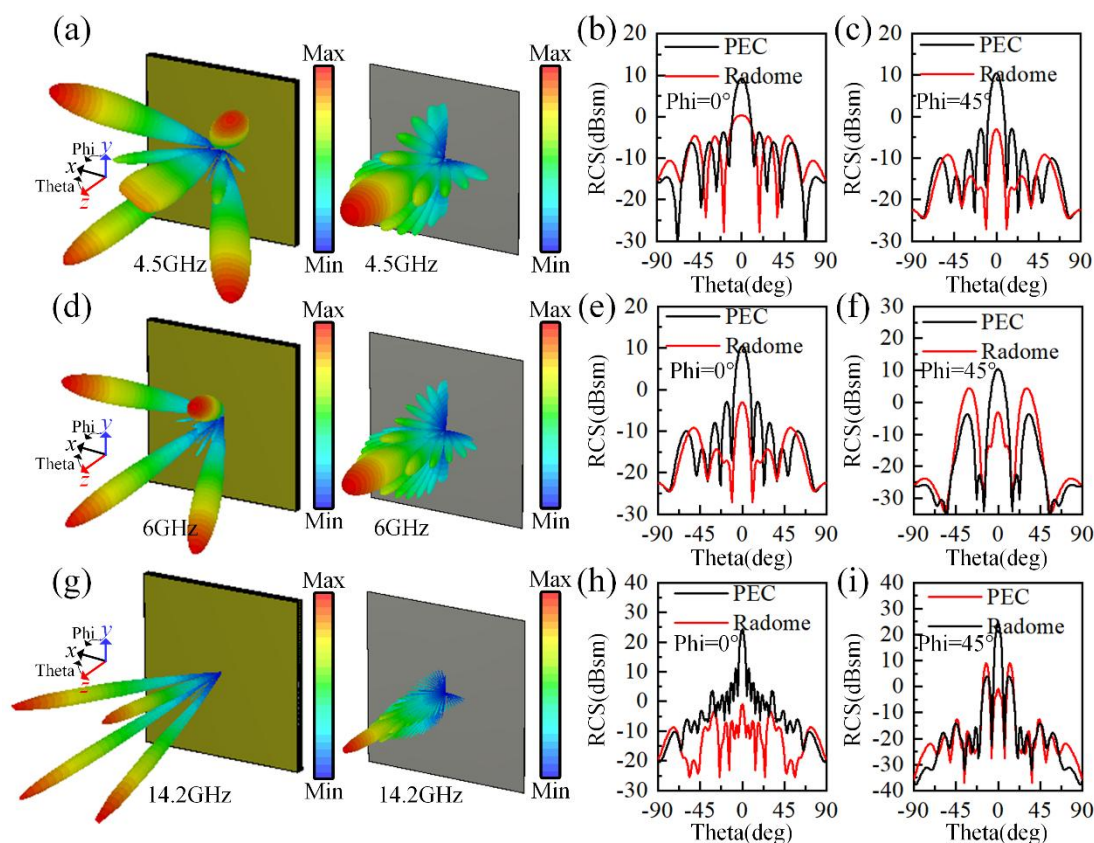 (a)
Max
Max
Phi
y
x
Theta
z
4.5GHz
Min
4.5GHz
Min
(b)
20
10
0
-10
-20
-30
PEC
Radome
Phi=0°
RCS(dBsm)
-90 -45 0 45 90
Theta(deg)
(c)
20
10
0
-10
-20
-30
PEC
Radome
Phi=45°
RCS(dBsm)
-90 -45 0 45 90
Theta(deg)
(d)
Max
Max
Phi
y
x
Theta
z
6GHz
Min
6GHz
Min
(e)
20
10
0
-10
-20
-30
PEC
Radome
Phi=0°
RCS(dBsm)
-90 -45 0 45 90
Theta(deg)
(f)
30
20
10
0
-10
-20
-30
PEC
Radome
Phi=45°
RCS(dBsm)
-90 -45 0 45 90
Theta(deg)
(g)
Max
Max
Phi
y
x
Theta
z
14.2GHz
Min
14.2GHz
Min
(h)
40
30
20
10
0
-10
-20
-30
PEC
Radome
Phi=0°
RCS(dBsm)
-90 -45 0 45 90
Theta(deg)
(i)
40
30
20
10
0
-10
-20
-30
-40
PEC
Radome
Phi=45°
RCS(dBsm)
-90 -45 0 45 90
Theta(deg)